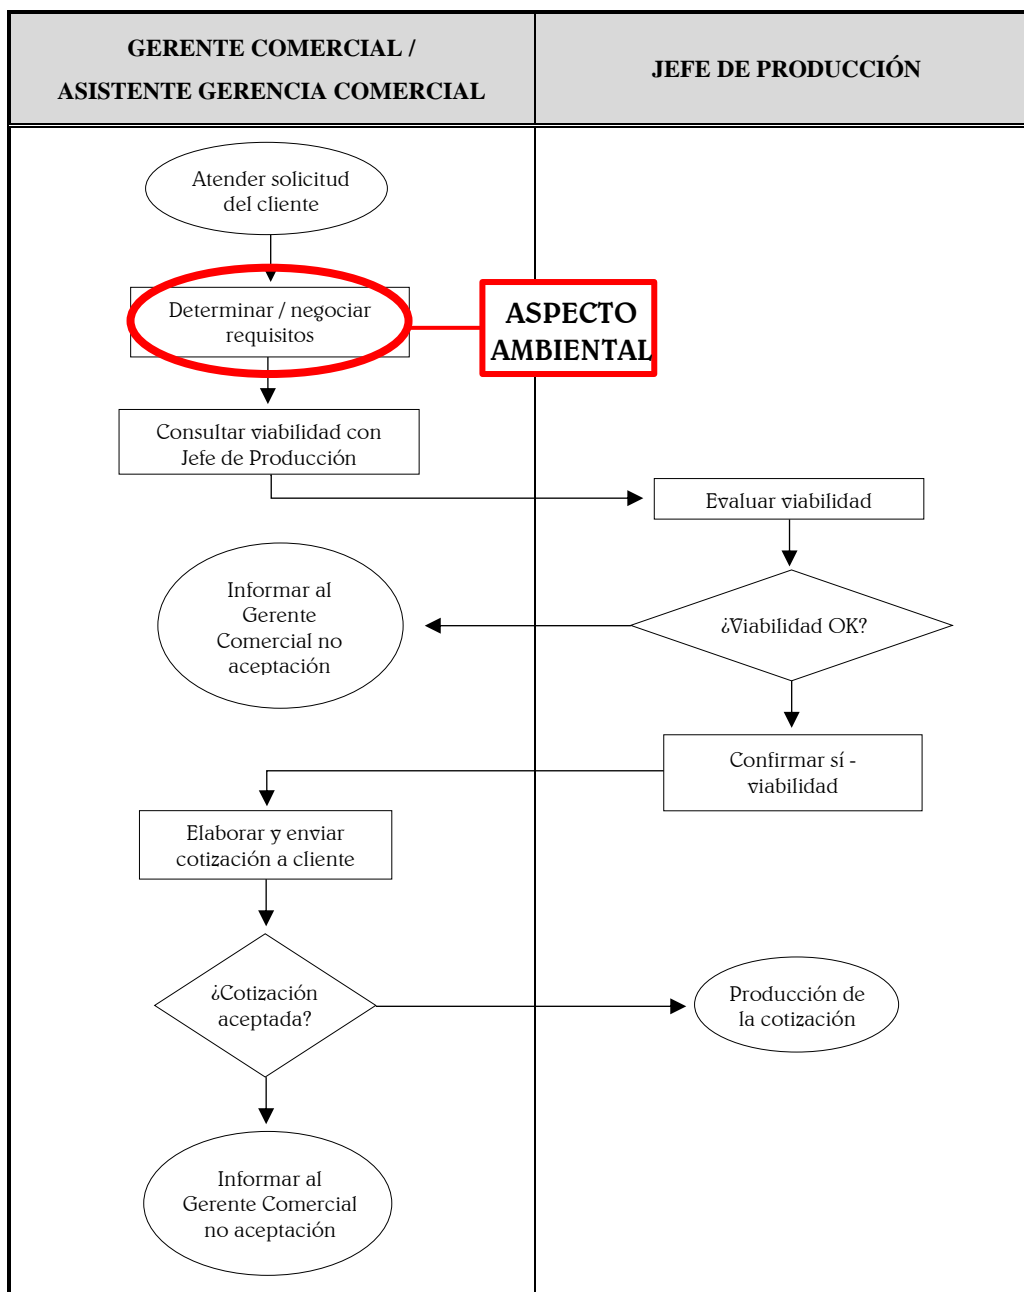 GERENTE COMERCIAL /
ASISTENTE GERENCIA COMERCIAL
JEFE DE PRODUCCIÓN
Atender solicitud
del cliente
Determinar / negociar
requisitos
ASPECTO
AMBIENTAL
Consultar viabilidad con
Jefe de Producción
Evaluar viabilidad
Informar al
Gerente
Comercial no
aceptación
¿Viabilidad OK?
Confirmar sí -
viabilidad
Elaborar y enviar
cotización a cliente
¿Cotización
aceptada?
Producción de
la cotización
Informar al
Gerente Comercial
no aceptación